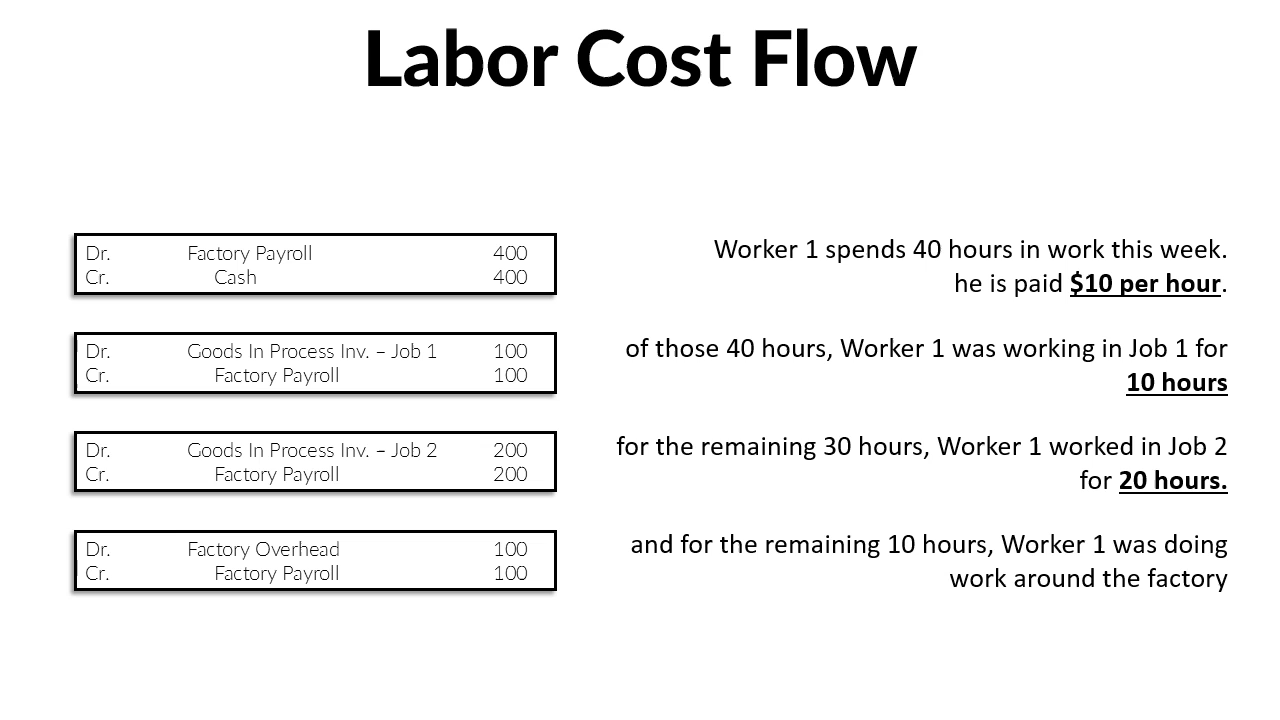 Labor Cost Flow
Dr. Factory Payroll 400
Cr. Cash 400
Worker 1 spends 40 hours in work this week.
he is paid $10 per hour.
Dr. Goods In Process Inv. – Job 1 100
Cr. Factory Payroll 100
of those 40 hours, Worker 1 was working in Job 1 for
10 hours
Dr. Goods In Process Inv. – Job 2 200
Cr. Factory Payroll 200
for the remaining 30 hours, Worker 1 worked in Job 2
for 20 hours.
Dr. Factory Overhead 100
Cr. Factory Payroll 100
and for the remaining 10 hours, Worker 1 was doing
work around the factory